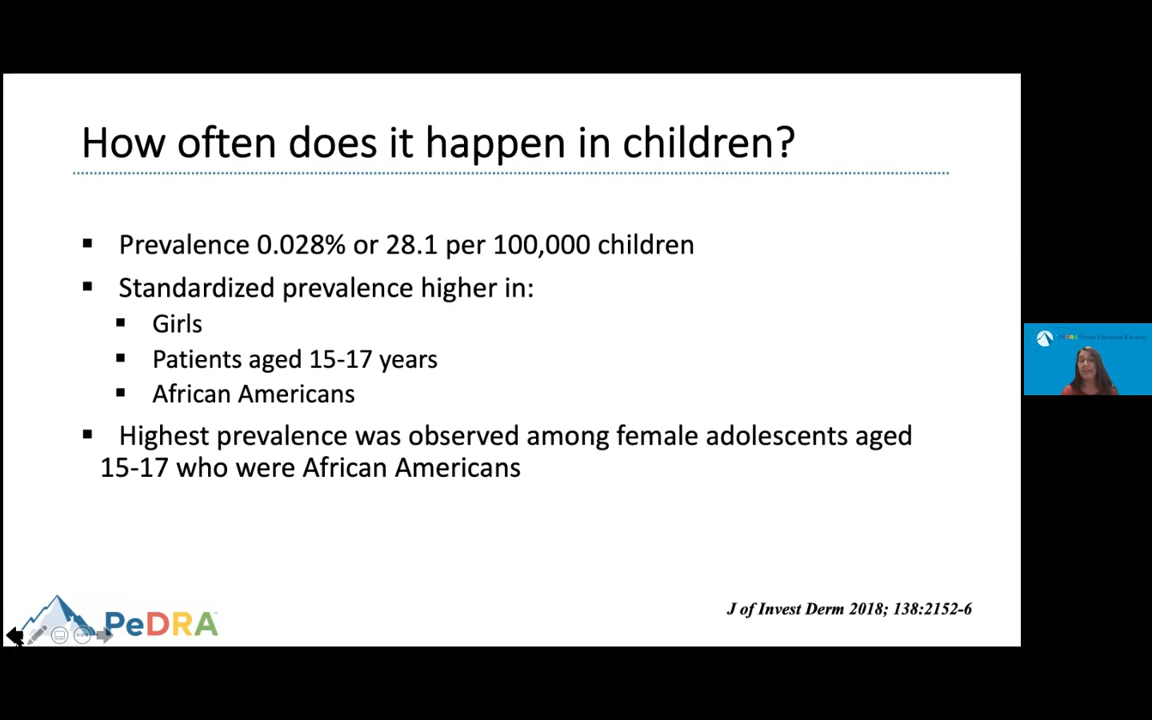 How often does it happen in children?
▪ Prevalence 0.028% or 28.1 per 100,000 children
▪ Standardized prevalence higher in:
▪ Girls
▪ Patients aged 15-17 years
▪ African Americans
▪ Highest prevalence was observed among female adolescents aged
15-17 who were African Americans
J of Invest Derm 2018; 138:2152-6
PeDRA
PeDRA